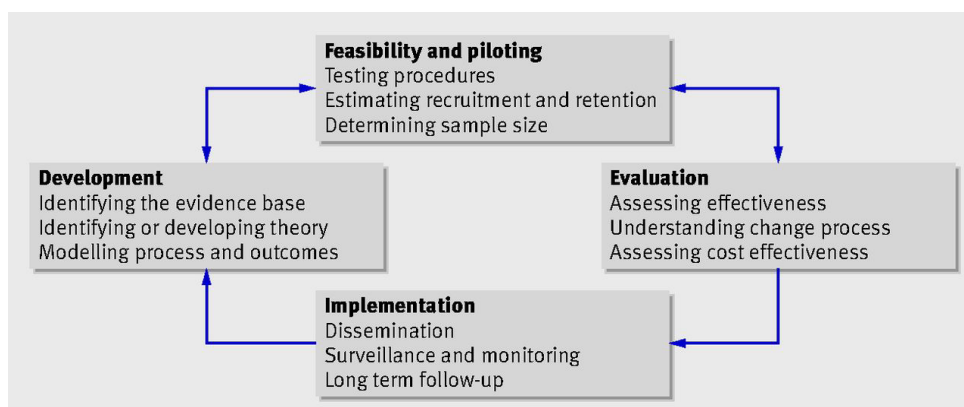 Feasibility and piloting
Testing procedures
Estimating recruitment and retention
Determining sample size
Development
Identifying the evidence base
Identifying or developing theory
Modelling process and outcomes
Evaluation
Assessing effectiveness
Understanding change process
Assessing cost effectiveness
Implementation
Dissemination
Surveillance and monitoring
Long term follow-up